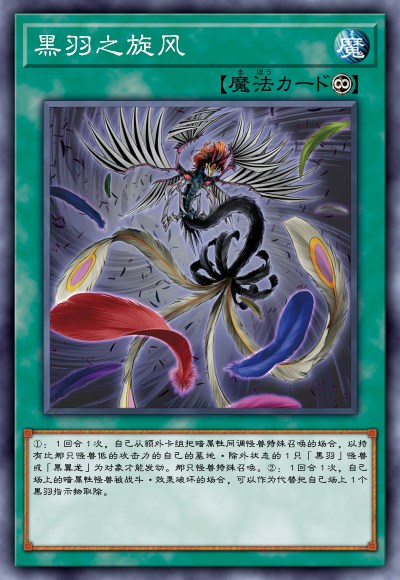 黑羽之旋风
魔
【魔法カード】
まほう
①：1回合1次，自己从额外卡组把暗属性同调怪兽特殊召唤的场合，以持
有比那只怪兽低的攻击力的自己的墓地·除外状态的1只「黑羽」怪兽
或「黑翼龙」为对象才能发动。那只怪兽特殊召唤。②：1回合1次，自己
场上的暗属性怪兽被战斗·效果破坏的场合，可以作为代替把自己场上1个
黑羽指示物取除。